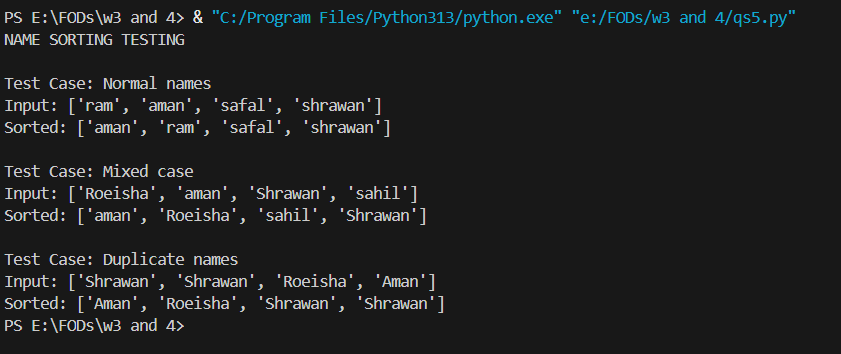 PS E:\FODs\w3 and 4> & "C:/Program Files/Python313/python.exe" "e:/FODs/w3 and 4/qs5.py"
NAME SORTING TESTING
Test Case: Normal names
Input: ['ram', 'aman', 'safal', 'shrawan']
Sorted: ['aman', 'ram', 'safal', 'shrawan']
Test Case: Mixed case
Input: ['Roeisha', 'aman', 'Shrawan', 'sahil']
Sorted: ['aman', 'Roeisha', 'sahil', 'Shrawan']
Test Case: Duplicate names
Input: ['Shrawan', 'Shrawan', 'Roeisha', 'Aman']
Sorted: ['Aman', 'Roeisha', 'Shrawan', 'Shrawan']
PS E:\FODs\w3 and 4>